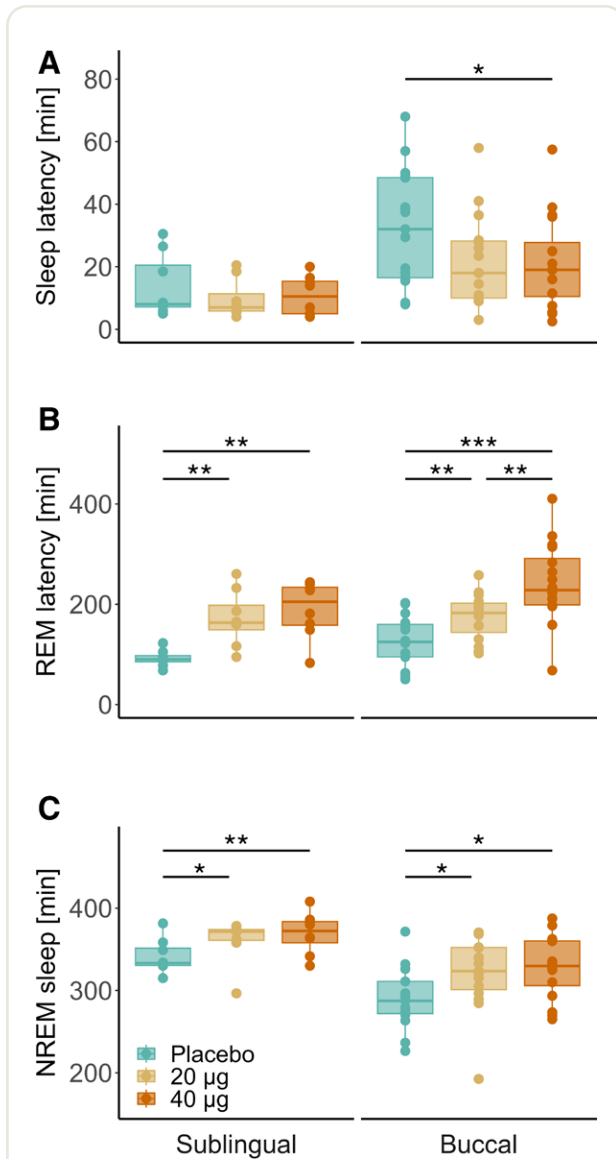 A
Sleep latency [min]
80
60
40
20
0
*
B
REM latency [min]
400
200
0
**
**
***
**
**
C
NREM sleep [min]
400
300
200
**
*
*
*
Placebo
20 µg
40 µg
Sublingual
Buccal